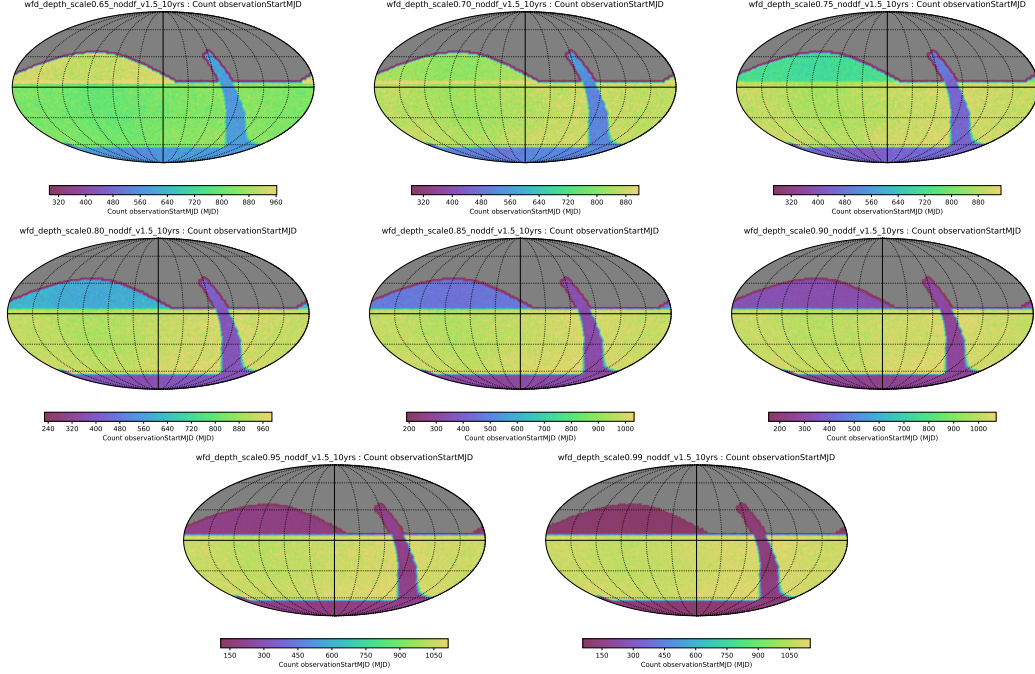 wfd_depth_scale0.65_noddf_v1.5_10yrs : Count observationStartMJD
wfd_depth_scale0.70_noddf_v1.5_10yrs : Count observationStartMJD
wfd_depth_scale0.75_noddf_v1.5_10yrs : Count observationStartMJD
320 400 480 560 640 720 800 880 960
320 400 480 560 640 720 800 880
320 400 480 560 640 720 800 880
Count observationStartMJD (MJD)
Count observationStartMJD (MJD)
Count observationStartMJD (MJD)
wfd_depth_scale0.80_noddf_v1.5_10yrs : Count observationStartMJD
wfd_depth_scale0.85_noddf_v1.5_10yrs : Count observationStartMJD
wfd_depth_scale0.90_noddf_v1.5_10yrs : Count observationStartMJD
240 360 480 600 720 840 960
200 300 400 500 600 700 800 900 1000
200 300 400 500 600 700 800 900 1000
Count observationStartMJD (MJD)
Count observationStartMJD (MJD)
Count observationStartMJD (MJD)
wfd_depth_scale0.95_noddf_v1.5_10yrs : Count observationStartMJD
wfd_depth_scale0.99_noddf_v1.5_10yrs : Count observationStartMJD
150 300 450 600 750 900 1050
150 300 450 600 750 900 1050
Count observationStartMJD (MJD)
Count observationStartMJD (MJD)